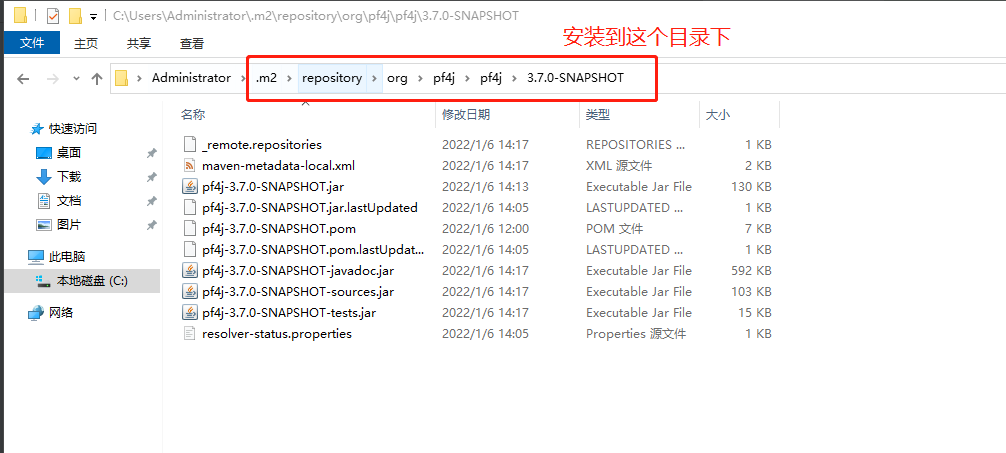 C:\Users\Administrator\.m2\repository\org\pf4j\pf4j\3.7.0-SNAPSHOT
文件 主页 共享 查看
安装到这个目录下
Administrator .m2 repository org pf4j pf4j 3.7.0-SNAPSHOT
名称 修改日期 类型 大小
快速访问
桌面
下载
文档
图片
此电脑
本地磁盘 (C:)
网络
_remote.repositories 2022/1/6 14:17 REPOSITORIES ... 1 KB
maven-metadata-local.xml 2022/1/6 14:17 XML 源文件 2 KB
pf4j-3.7.0-SNAPSHOT.jar 2022/1/6 14:13 Executable Jar File 130 KB
pf4j-3.7.0-SNAPSHOT.jar.lastUpdated 2022/1/6 14:05 LASTUPDATED ... 1 KB
pf4j-3.7.0-SNAPSHOT.pom 2022/1/6 12:00 POM 文件 7 KB
pf4j-3.7.0-SNAPSHOT.pom.lastUpdat... 2022/1/6 14:05 LASTUPDATED ... 1 KB
pf4j-3.7.0-SNAPSHOT-javadoc.jar 2022/1/6 14:17 Executable Jar File 592 KB
pf4j-3.7.0-SNAPSHOT-sources.jar 2022/1/6 14:17 Executable Jar File 103 KB
pf4j-3.7.0-SNAPSHOT-tests.jar 2022/1/6 14:17 Executable Jar File 15 KB
resolver-status.properties 2022/1/6 14:05 Properties 源文件 1 KB